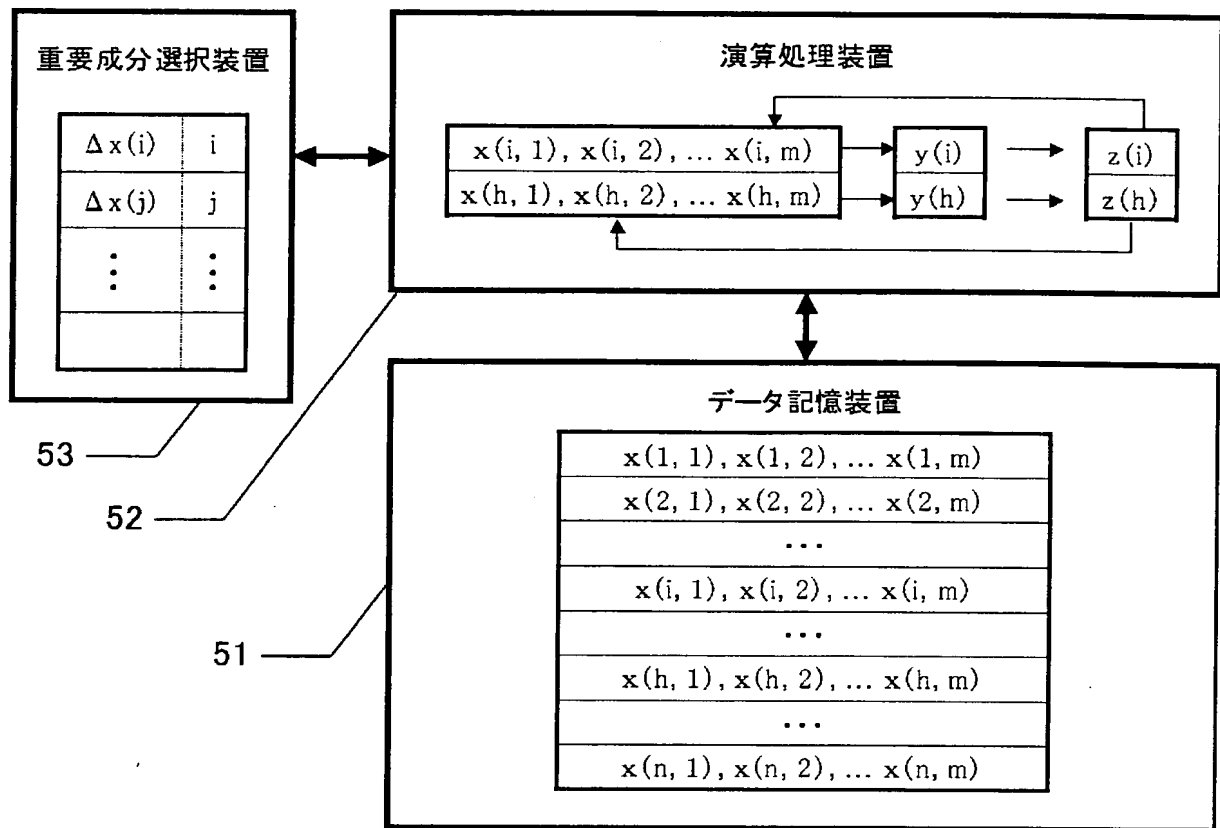 重要成分選択装置
Δx(i) i
Δx(j) j
⋮ ⋮
演算処理装置
x(i, 1), x(i, 2), ... x(i, m) y(i) z(i)
x(h, 1), x(h, 2), ... x(h, m) y(h) z(h)
データ記憶装置
x(1, 1), x(1, 2), ... x(1, m)
x(2, 1), x(2, 2), ... x(2, m)
...
x(i, 1), x(i, 2), ... x(i, m)
...
x(h, 1), x(h, 2), ... x(h, m)
...
x(n, 1), x(n, 2), ... x(n, m)
53
52
51